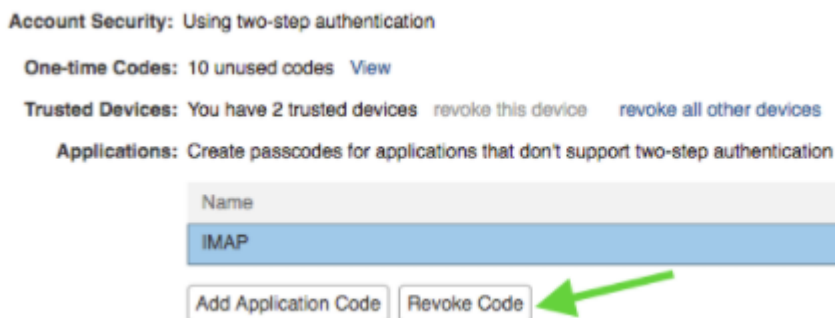 Account Security: Using two-step authentication
One-time Codes: 10 unused codes View
Trusted Devices: You have 2 trusted devices revoke this device revoke all other devices
Applications: Create passcodes for applications that don't support two-step authentication
Name
IMAP
Add Application Code Revoke Code